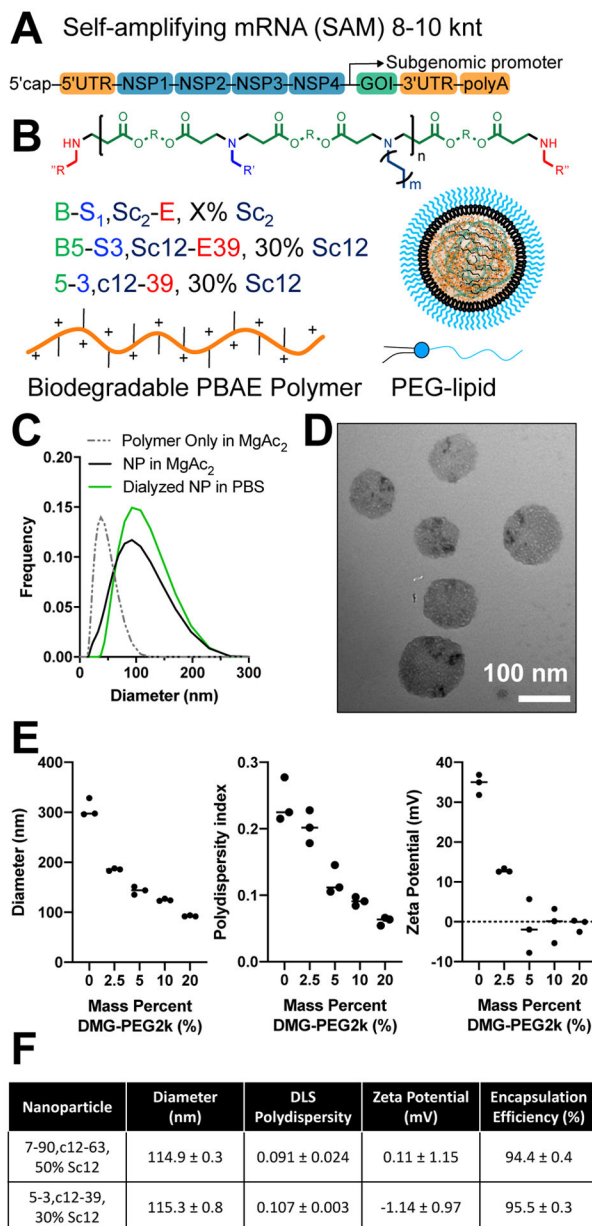 A Self-amplifying mRNA (SAM) 8-10 knt
Subgenomic promoter
5'cap 5'UTR NSP1 NSP2 NSP3 NSP4 GOI 3'UTR polyA
B
O O O O
HN O R O N O R O N O R O NH
n
"R R' m R"
B-S1,Sc2-E, X% Sc2
B5-S3,Sc12-E39, 30% Sc12
5-3,c12-39, 30% Sc12
+ + + + + + + +
Biodegradable PBAE Polymer PEG-lipid
C
Polymer Only in MgAc2
NP in MgAc2
Dialyzed NP in PBS
Frequency
0.20
0.15
0.10
0.05
0.00
0 100 200 300
Diameter (nm)
D
100 nm
E
Diameter (nm)
400
300
200
100
0
0 2.5 5 10 20
Mass Percent
DMG-PEG2k (%)
Polydispersity index
0.3
0.2
0.1
0.0
0 2.5 5 10 20
Mass Percent
DMG-PEG2k (%)
Zeta Potential (mV)
40
30
20
10
0
-10
0 2.5 5 10 20
Mass Percent
DMG-PEG2k (%)
F
Nanoparticle Diameter (nm) DLS Polydispersity Zeta Potential (mV) Encapsulation Efficiency (%)
7-90,c12-63, 50% Sc12 114.9 ± 0.3 0.091 ± 0.024 0.11 ± 1.15 94.4 ± 0.4
5-3,c12-39, 30% Sc12 115.3 ± 0.8 0.107 ± 0.003 -1.14 ± 0.97 95.5 ± 0.3